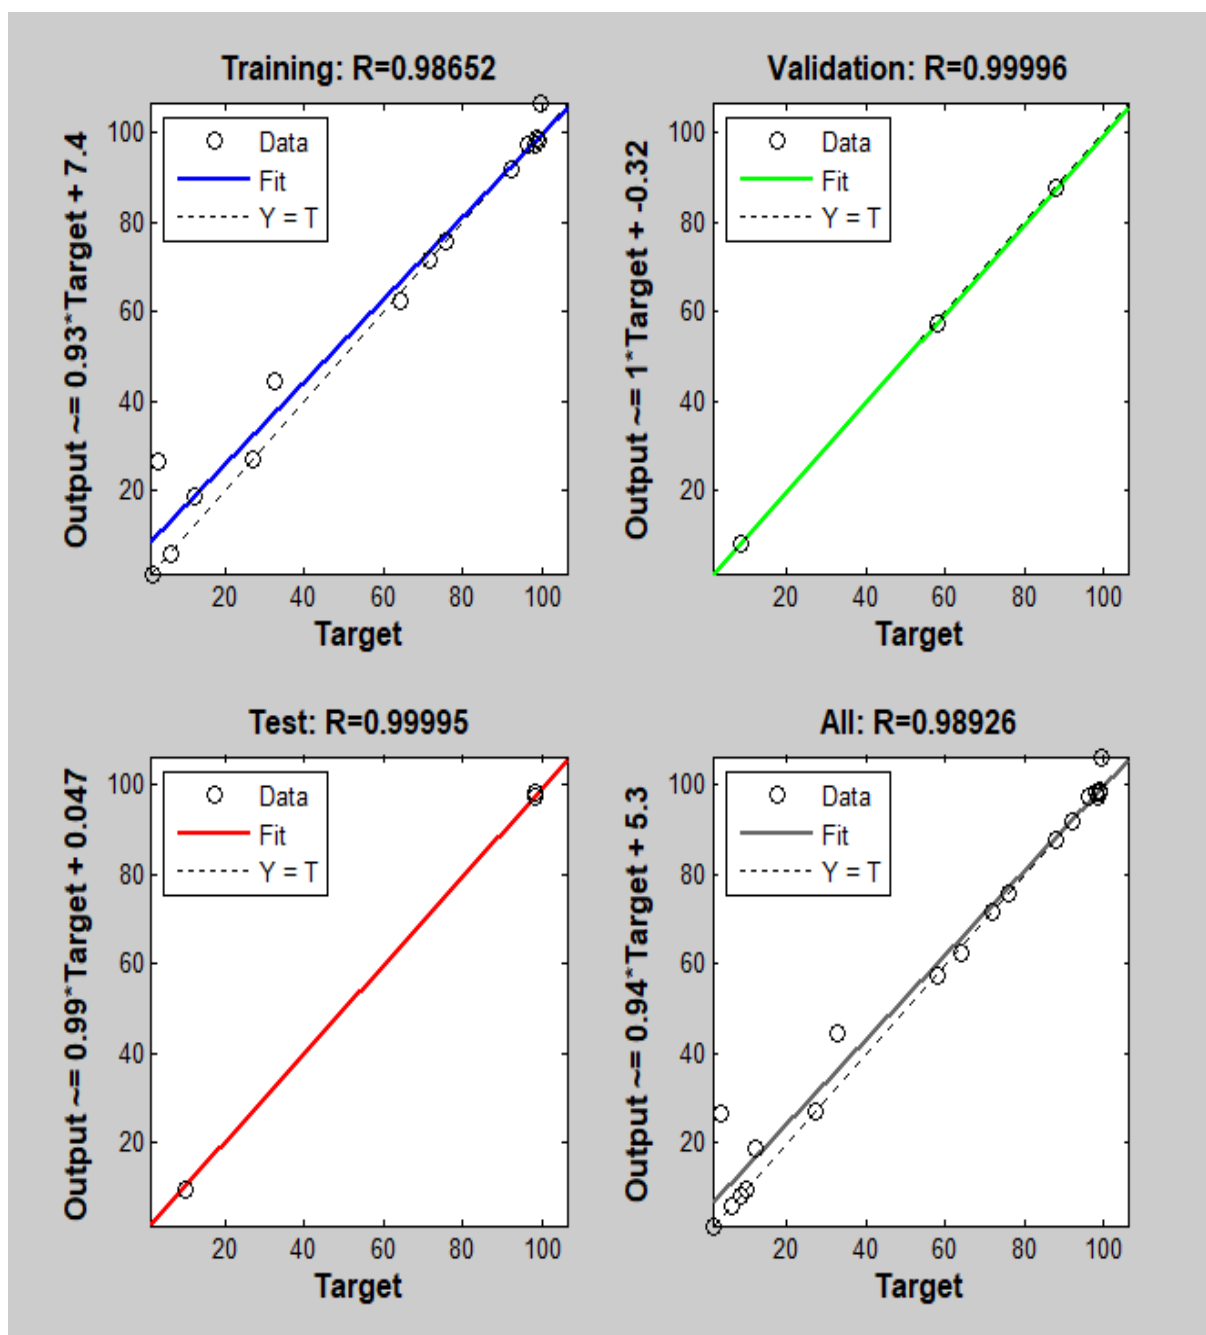 Training: R=0.98652
Output ~= 0.93*Target + 7.4
100
80
60
40
20
Data
Fit
Y = T
20 40 60 80 100
Target
Validation: R=0.99996
Output ~= 1*Target + -0.32
100
80
60
40
20
Data
Fit
Y = T
20 40 60 80 100
Target
Test: R=0.99995
Output ~= 0.99*Target + 0.047
100
80
60
40
20
Data
Fit
Y = T
20 40 60 80 100
Target
All: R=0.98926
Output ~= 0.94*Target + 5.3
100
80
60
40
20
Data
Fit
Y = T
20 40 60 80 100
Target